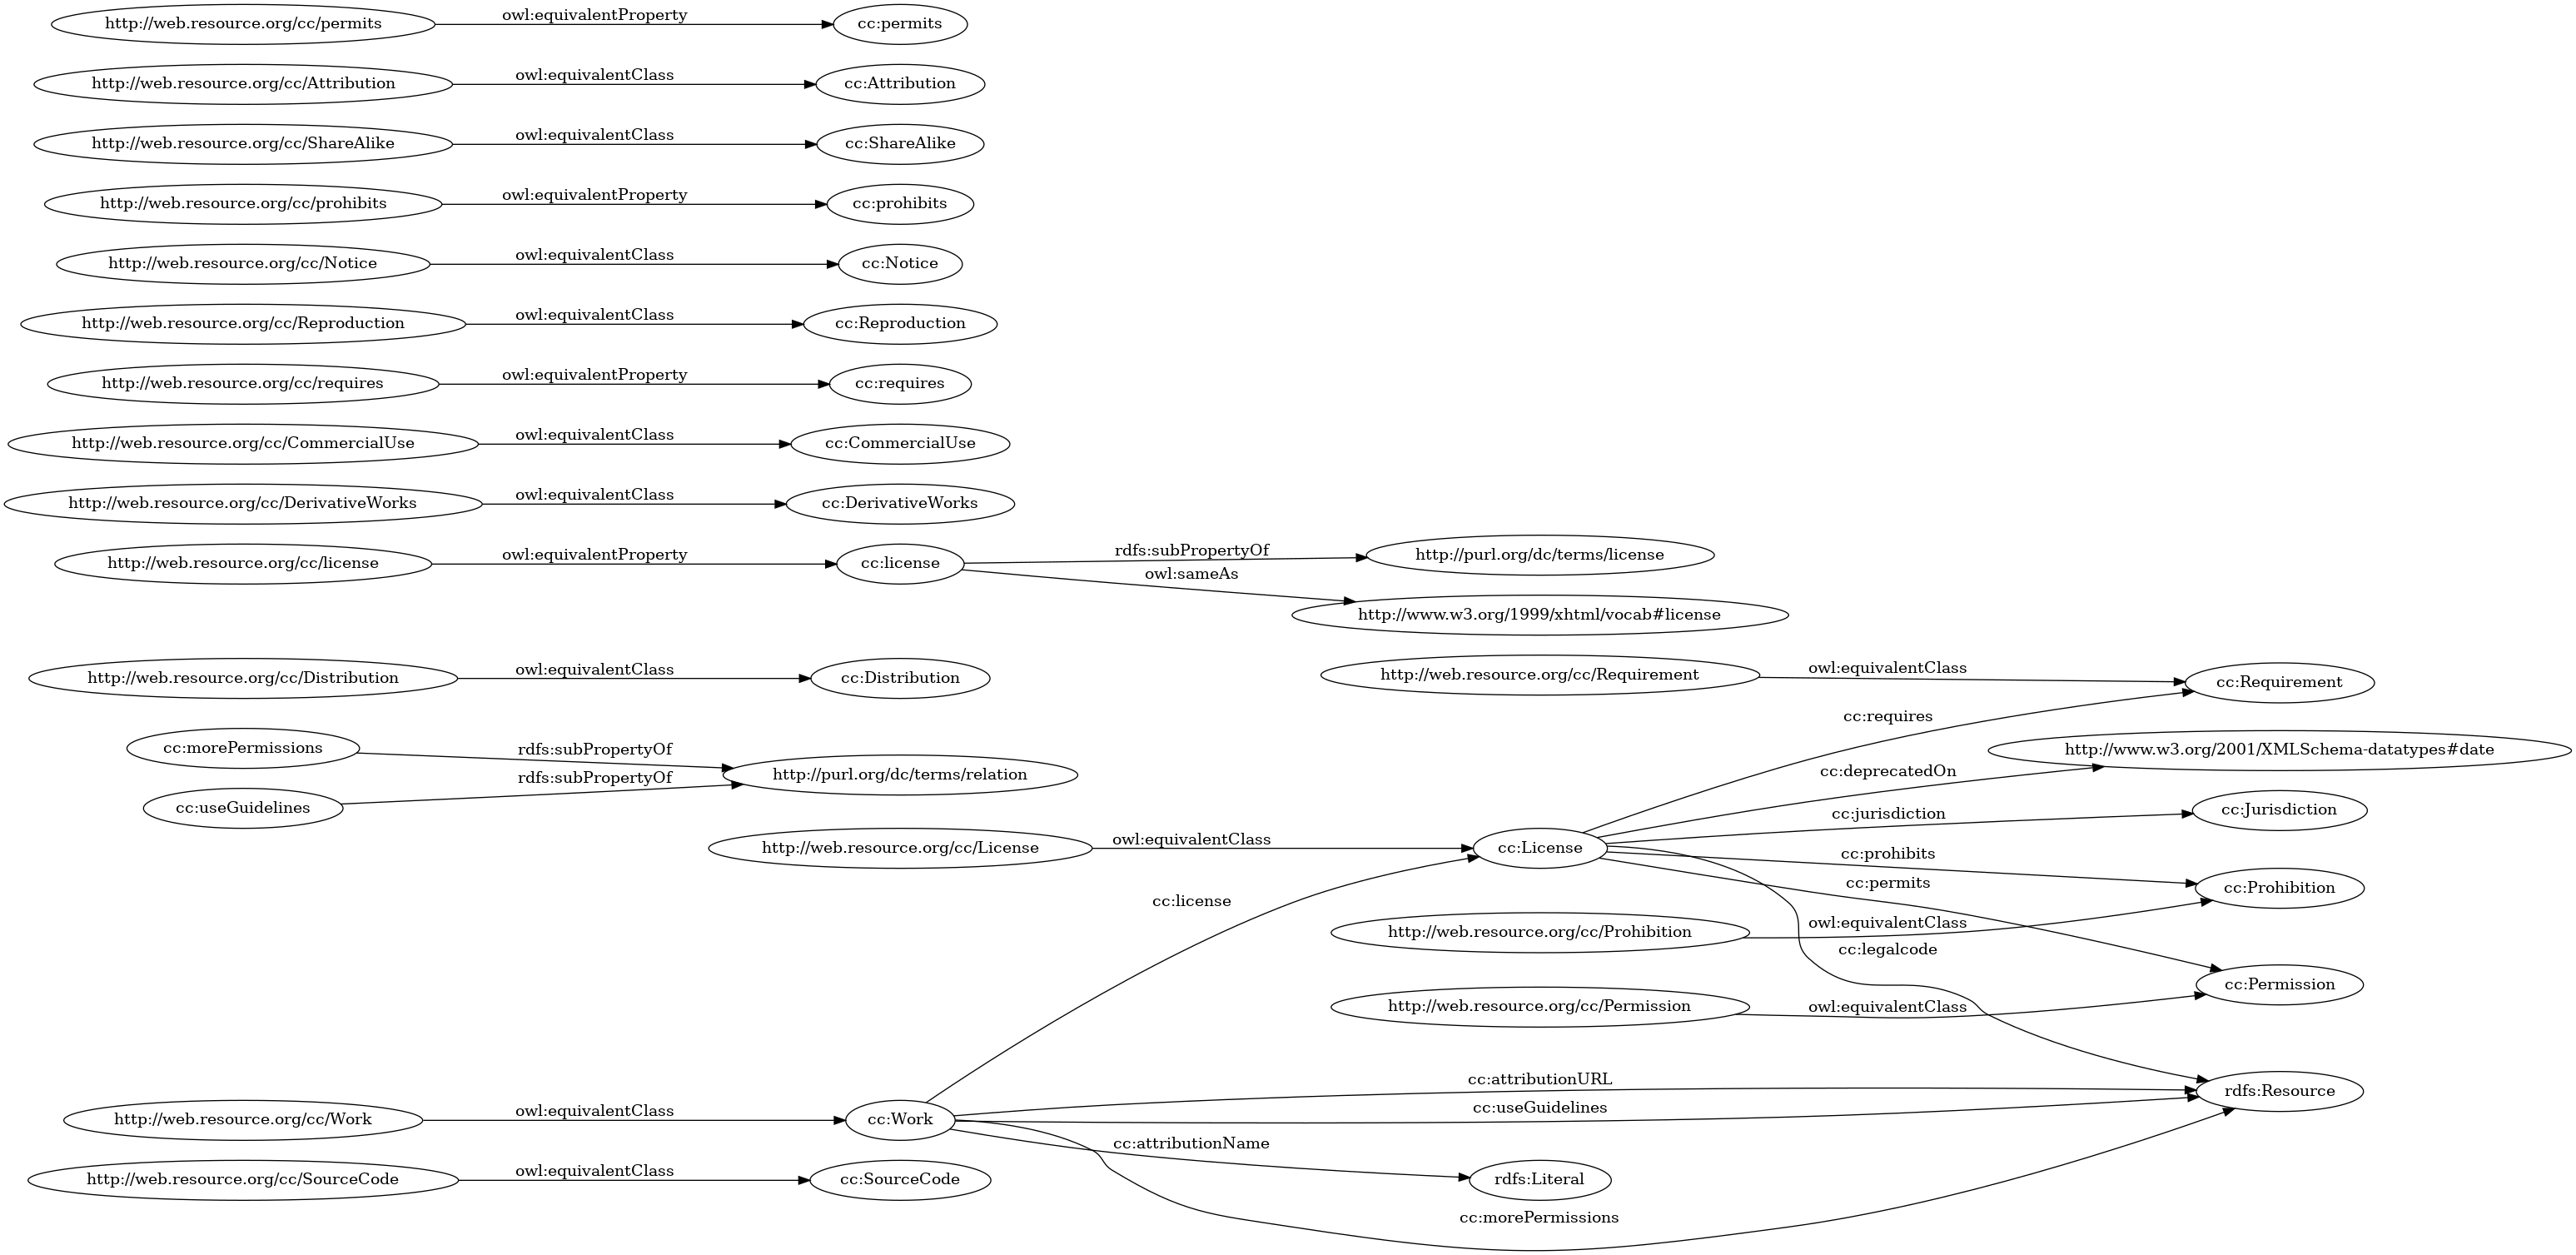 http://web.resource.org/cc/permits owl:equivalentProperty cc:permits
http://web.resource.org/cc/Attribution owl:equivalentClass cc:Attribution
http://web.resource.org/cc/ShareAlike owl:equivalentClass cc:ShareAlike
http://web.resource.org/cc/prohibits owl:equivalentProperty cc:prohibits
http://web.resource.org/cc/Notice owl:equivalentClass cc:Notice
http://web.resource.org/cc/Reproduction owl:equivalentClass cc:Reproduction
http://web.resource.org/cc/requires owl:equivalentProperty cc:requires
http://web.resource.org/cc/CommercialUse owl:equivalentClass cc:CommercialUse
http://web.resource.org/cc/DerivativeWorks owl:equivalentClass cc:DerivativeWorks
http://web.resource.org/cc/license owl:equivalentProperty cc:license
rdfs:subPropertyOf http://purl.org/dc/terms/license
owl:sameAs http://www.w3.org/1999/xhtml/vocab#license
http://web.resource.org/cc/Distribution owl:equivalentClass cc:Distribution
http://web.resource.org/cc/Requirement owl:equivalentClass cc:Requirement
cc:morePermissions rdfs:subPropertyOf
http://purl.org/dc/terms/relation
cc:useGuidelines rdfs:subPropertyOf
http://web.resource.org/cc/License owl:equivalentClass cc:License
cc:requires
cc:deprecatedOn http://www.w3.org/2001/XMLSchema-datatypes#date
cc:jurisdiction cc:Jurisdiction
cc:prohibits cc:Prohibition
cc:permits
cc:license
http://web.resource.org/cc/Prohibition owl:equivalentClass
cc:legalcode
cc:Permission
http://web.resource.org/cc/Permission owl:equivalentClass
cc:attributionURL rdfs:Resource
http://web.resource.org/cc/Work owl:equivalentClass cc:Work
cc:useGuidelines
cc:attributionName rdfs:Literal
http://web.resource.org/cc/SourceCode owl:equivalentClass cc:SourceCode
cc:morePermissions